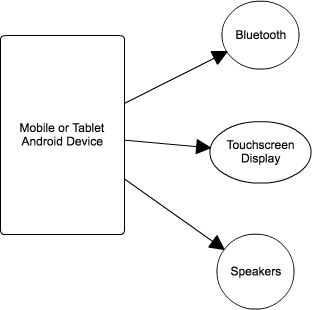 Bluetooth
Mobile or Tablet
Android Device
Touchscreen
Display
Speakers